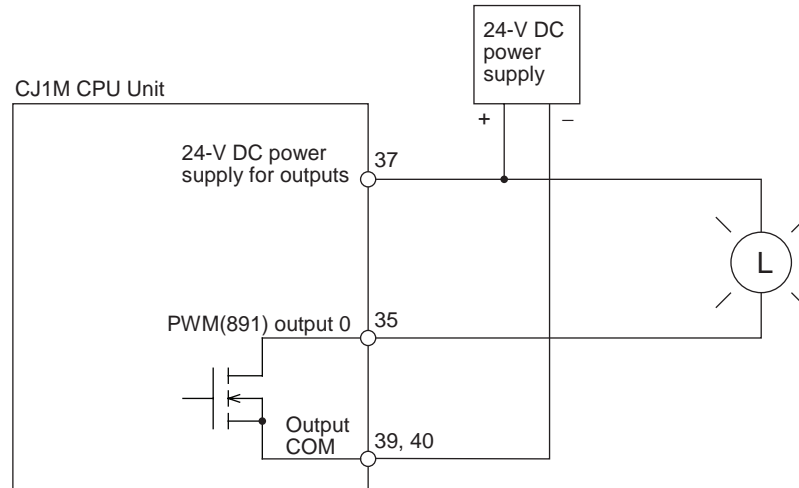 24-V DC
power
supply
+ −
CJ1M CPU Unit
24-V DC power
supply for outputs
37
L
PWM(891) output 0
35
Output
COM
39, 40